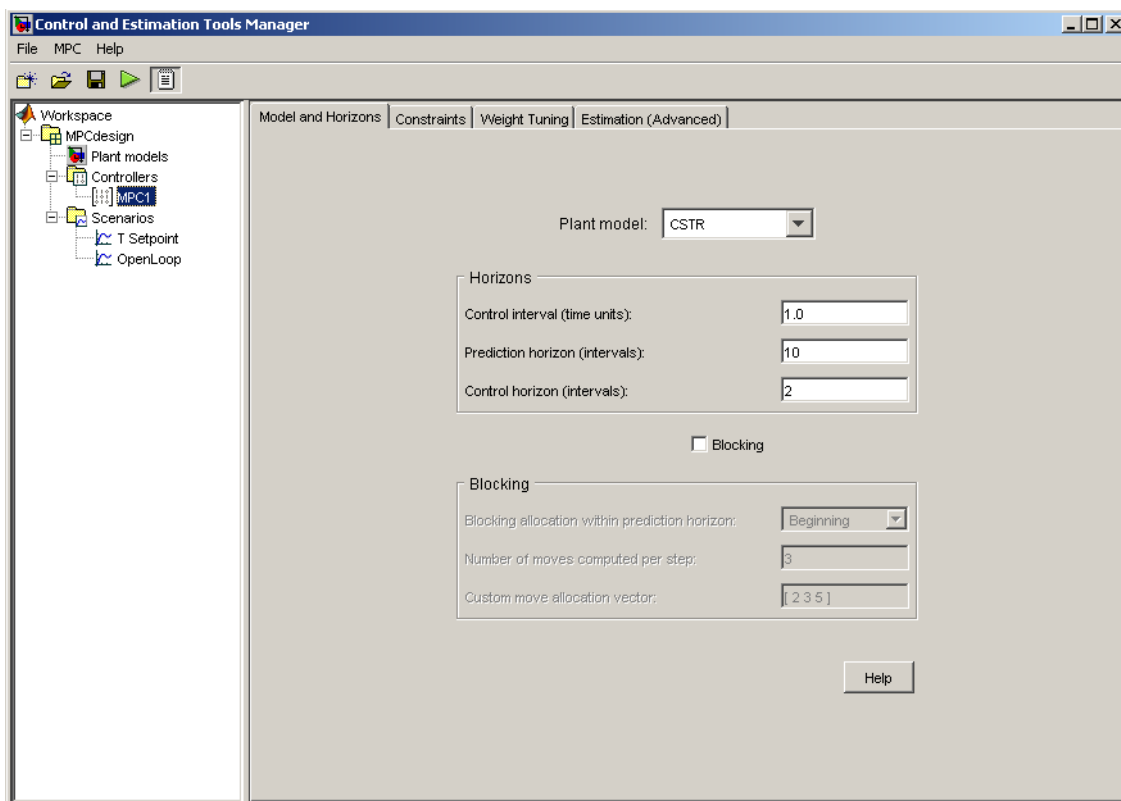 Control and Estimation Tools Manager
File MPC Help
Workspace
MPCdesign
Plant models
Controllers
MPC1
Scenarios
T Setpoint
OpenLoop
Model and Horizons Constraints Weight Tuning Estimation (Advanced)
Plant model: CSTR
Horizons
Control interval (time units): 1.0
Prediction horizon (intervals): 10
Control horizon (intervals): 2
Blocking
Blocking
Blocking allocation within prediction horizon: Beginning
Number of moves computed per step: 3
Custom move allocation vector: [ 2 3 5 ]
Help